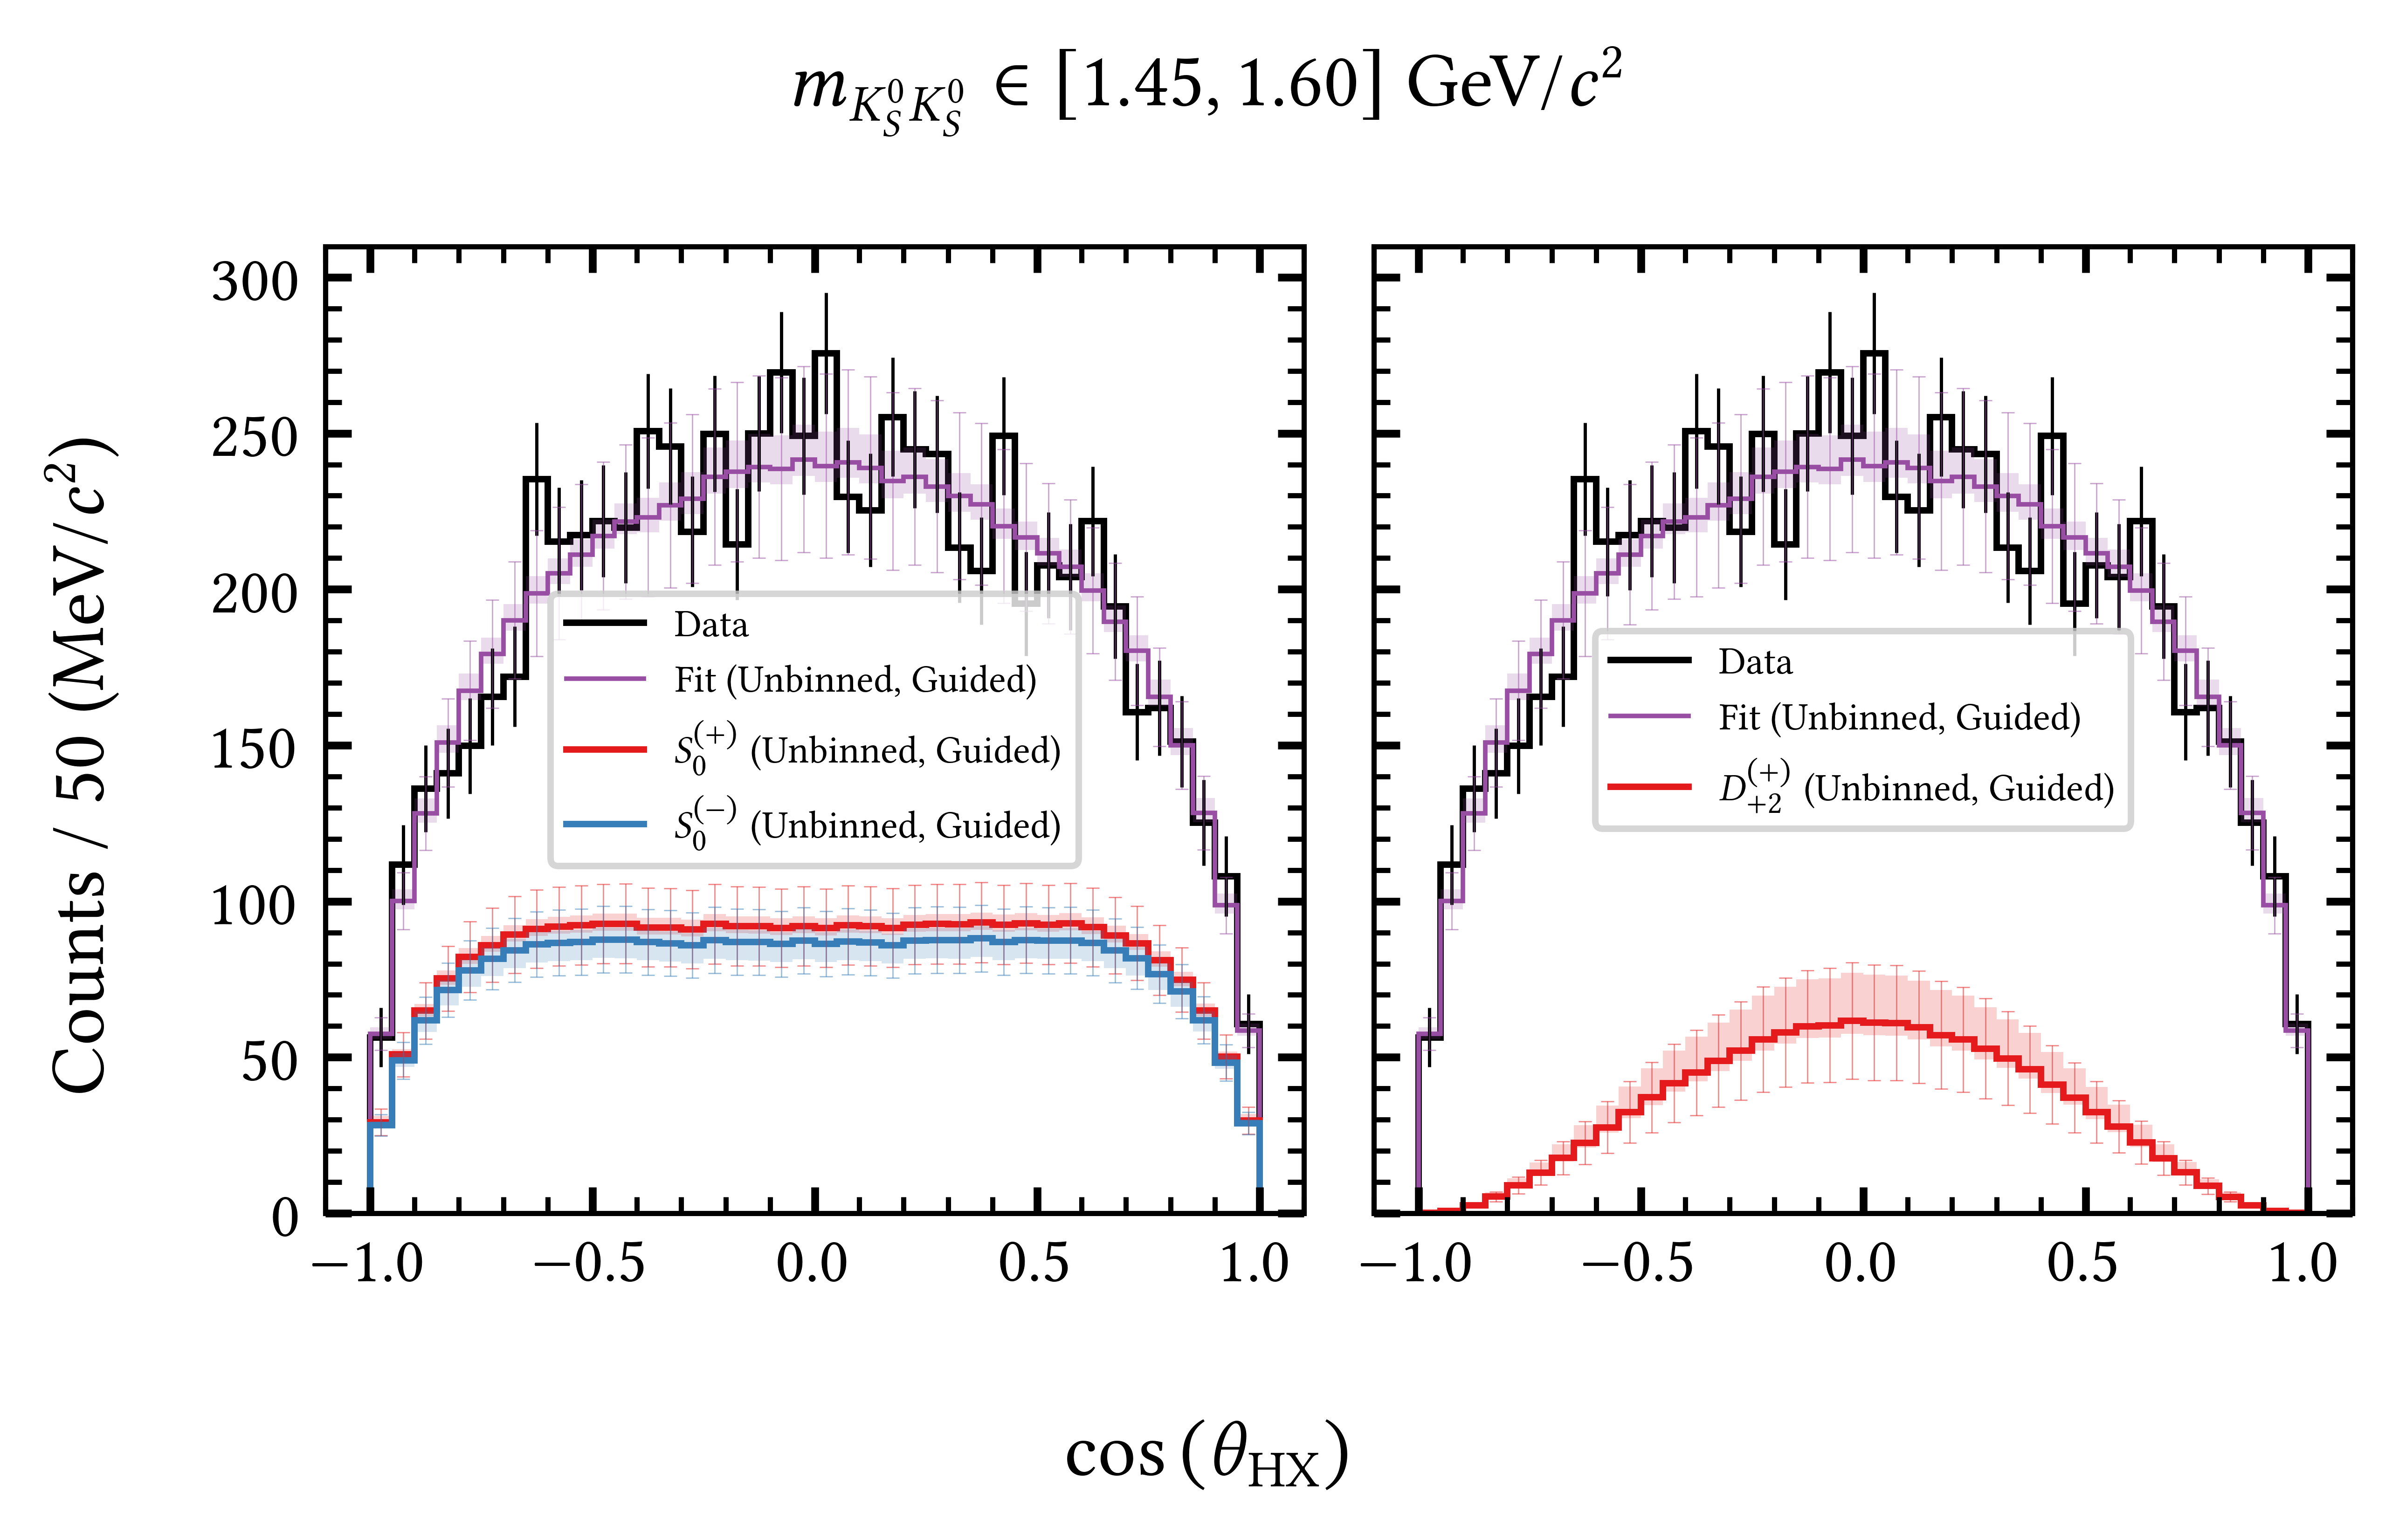 m_{K_S^0 K_S^0} ∈ [1.45, 1.60] GeV/c²
Counts / 50 (MeV/c²)
300
250
200
150
100
50
0
Data
Fit (Unbinned, Guided)
S_0^{(+)} (Unbinned, Guided)
S_0^{(−)} (Unbinned, Guided)
−1.0 −0.5 0.0 0.5 1.0
Data
Fit (Unbinned, Guided)
D_{+2}^{(+)} (Unbinned, Guided)
−1.0 −0.5 0.0 0.5 1.0
cos (θ_{HX})